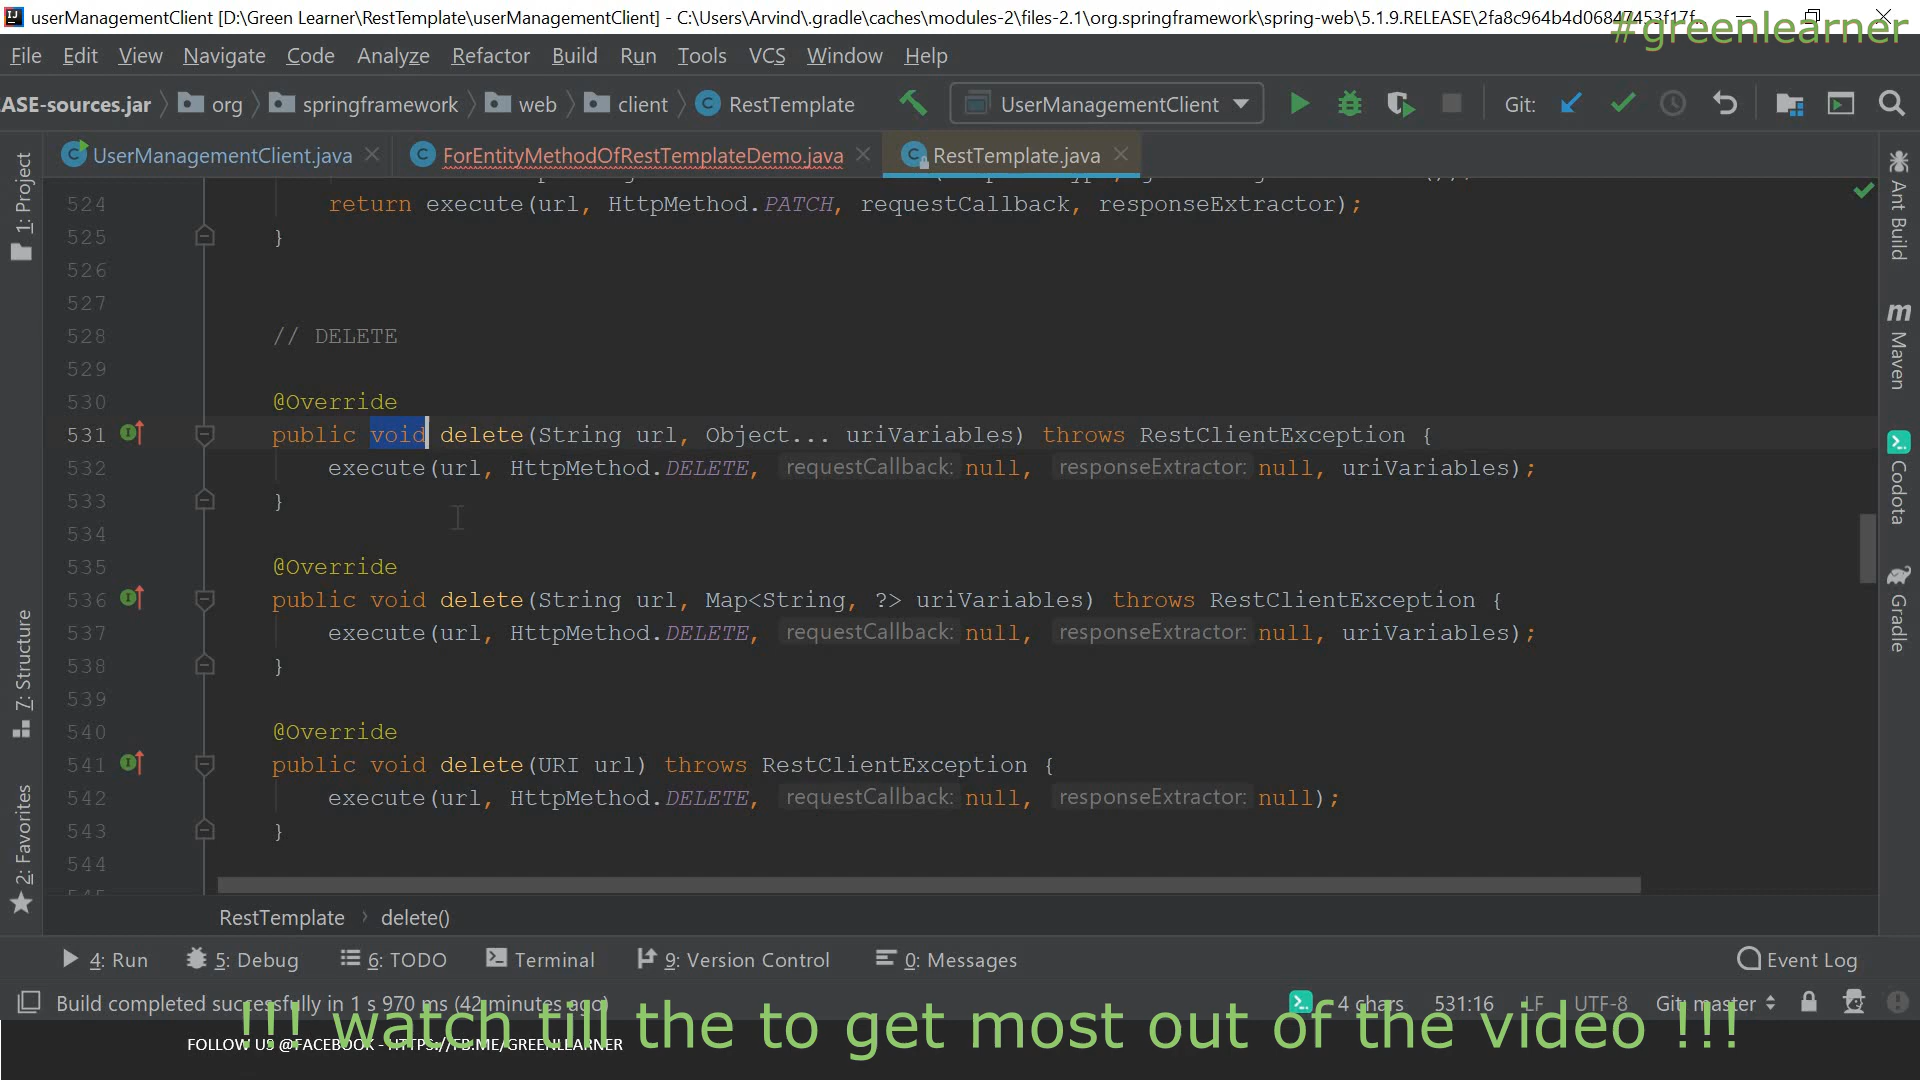 userManagementClient [D:\Green Learner\RestTemplate\userManagementClient] - C:\Users\Arvind\.gradle\caches\modules-2\files-2.1\org.springframework\spring-web\5.1.9.RELEASE\2fa8c964b4d06847453f17f...
#greenlearner
File Edit View Navigate Code Analyze Refactor Build Run Tools VCS Window Help
ASE-sources.jar org springframework web client RestTemplate UserManagementClient Git:
UserManagementClient.java ForEntityMethodOfRestTemplateDemo.java RestTemplate.java
524 return execute(url, HttpMethod.PATCH, requestCallback, responseExtractor);
525 }
526
527
528 // DELETE
529
530 @Override
531 public void delete(String url, Object... uriVariables) throws RestClientException {
532 execute(url, HttpMethod.DELETE, requestCallback: null, responseExtractor: null, uriVariables);
533 }
534
535 @Override
536 public void delete(String url, Map<String, ?> uriVariables) throws RestClientException {
537 execute(url, HttpMethod.DELETE, requestCallback: null, responseExtractor: null, uriVariables);
538 }
539
540 @Override
541 public void delete(URI url) throws RestClientException {
542 execute(url, HttpMethod.DELETE, requestCallback: null, responseExtractor: null);
543 }
544
1: Project
7: Structure
2: Favorites
Ant Build
m Maven
Codota
Gradle
RestTemplate › delete()
4: Run 5: Debug 6: TODO Terminal 9: Version Control 0: Messages Event Log
Build completed successfully in 1 s 970 ms (42 minutes ago) 4 chars 531:16 LF UTF-8 Git: master
!!! watch till the to get most out of the video !!!
FOLLOW US @FACEBOOK - HTTPS://FB.ME/GREENLEARNER